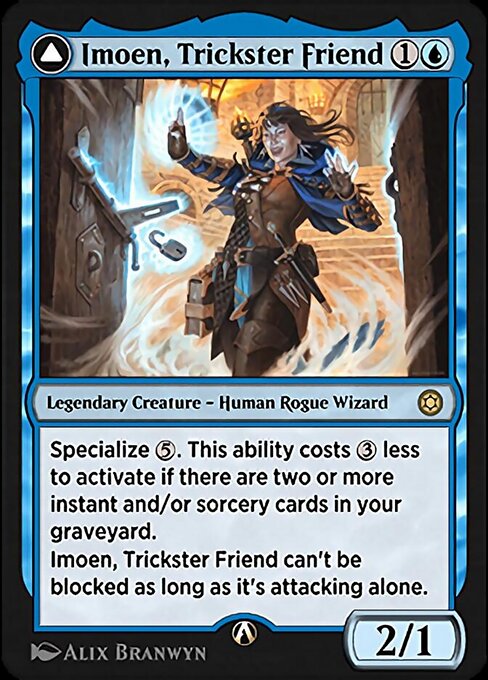 Imoen, Trickster Friend 1
Legendary Creature – Human Rogue Wizard
Specialize 5. This ability costs 3 less
to activate if there are two or more
instant and/or sorcery cards in your
graveyard.
Imoen, Trickster Friend can't be
blocked as long as it's attacking alone.
2/1
Alix Branwyn